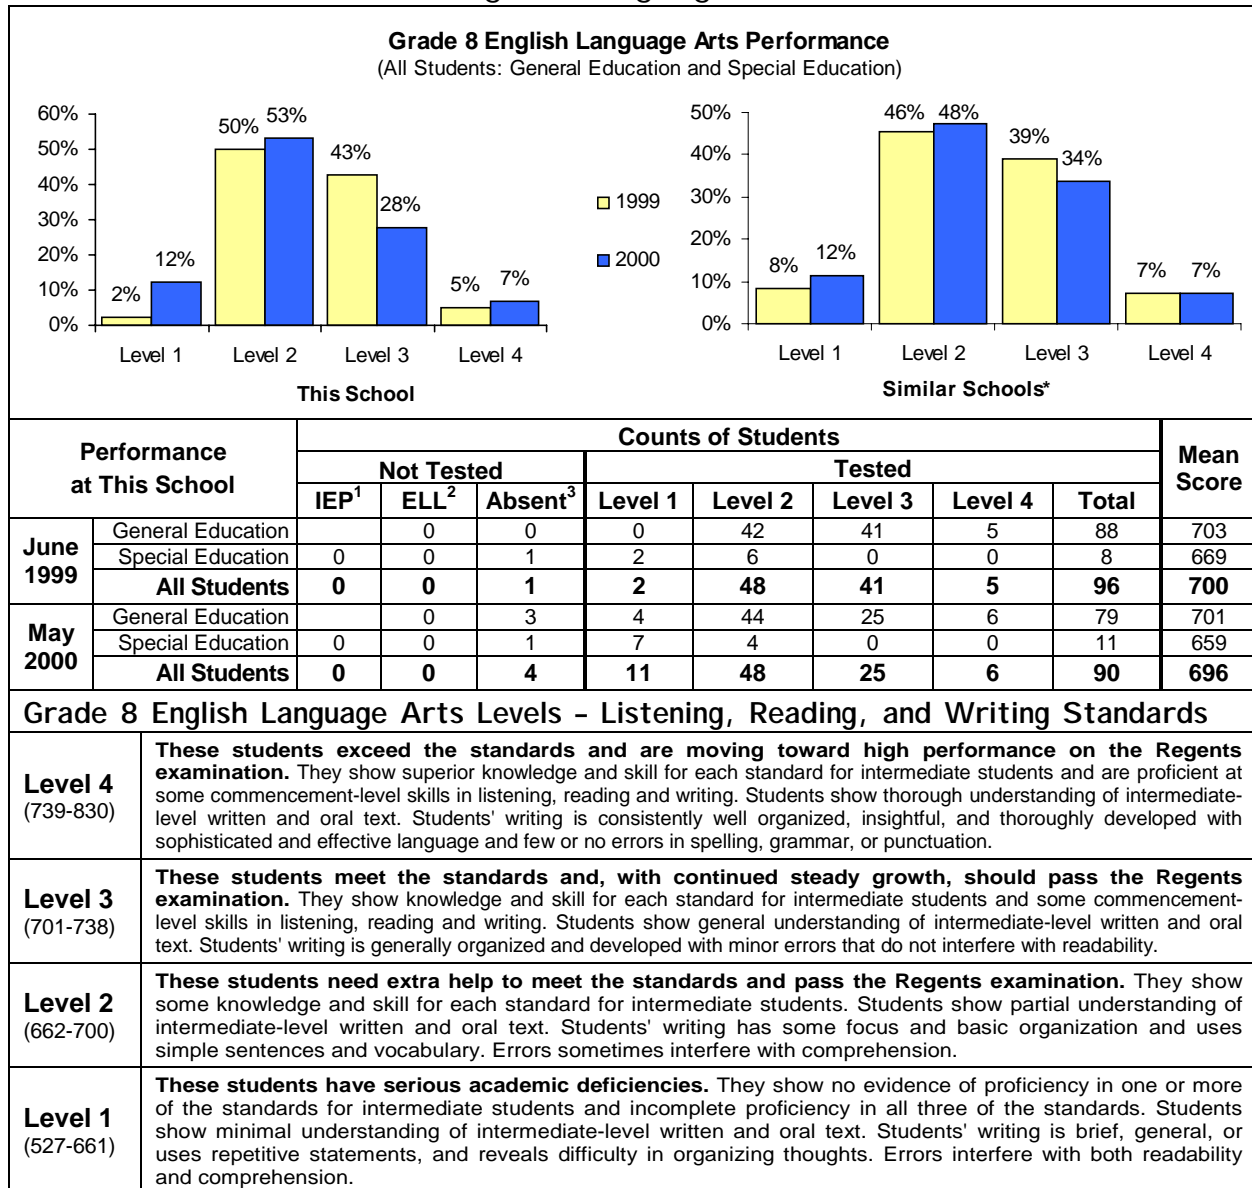 Grade 8 English Language Arts Performance
(All Students: General Education and Special Education)
60%
50%
40%
30%
20%
10%
0%
2%
12%
50%
53%
43%
28%
5%
7%
Level 1
Level 2
Level 3
Level 4
This School
1999
2000
50%
40%
30%
20%
10%
0%
8%
12%
46%
48%
39%
34%
7%
7%
Level 1
Level 2
Level 3
Level 4
Similar Schools*
Performance at This School
Counts of Students
Mean Score
Not Tested
Tested
IEP1 ELL2 Absent3 Level 1 Level 2 Level 3 Level 4 Total
June 1999
General Education 0 0 0 42 41 5 88 703
Special Education 0 0 1 2 6 0 0 8 669
All Students 0 0 1 2 48 41 5 96 700
May 2000
General Education 0 3 4 44 25 6 79 701
Special Education 0 0 1 7 4 0 0 11 659
All Students 0 0 4 11 48 25 6 90 696
Grade 8 English Language Arts Levels – Listening, Reading, and Writing Standards
Level 4
(739-830)
These students exceed the standards and are moving toward high performance on the Regents
examination. They show superior knowledge and skill for each standard for intermediate students and are proficient at
some commencement-level skills in listening, reading and writing. Students show thorough understanding of intermediate-
level written and oral text. Students' writing is consistently well organized, insightful, and thoroughly developed with
sophisticated and effective language and few or no errors in spelling, grammar, or punctuation.
Level 3
(701-738)
These students meet the standards and, with continued steady growth, should pass the Regents
examination. They show knowledge and skill for each standard for intermediate students and some commencement-
level skills in listening, reading and writing. Students show general understanding of intermediate-level written and oral
text. Students' writing is generally organized and developed with minor errors that do not interfere with readability.
Level 2
(662-700)
These students need extra help to meet the standards and pass the Regents examination. They show
some knowledge and skill for each standard for intermediate students. Students show partial understanding of
intermediate-level written and oral text. Students' writing has some focus and basic organization and uses
simple sentences and vocabulary. Errors sometimes interfere with comprehension.
Level 1
(527-661)
These students have serious academic deficiencies. They show no evidence of proficiency in one or more
of the standards for intermediate students and incomplete proficiency in all three of the standards. Students
show minimal understanding of intermediate-level written and oral text. Students' writing is brief, general, or
uses repetitive statements, and reveals difficulty in organizing thoughts. Errors interfere with both readability
and comprehension.